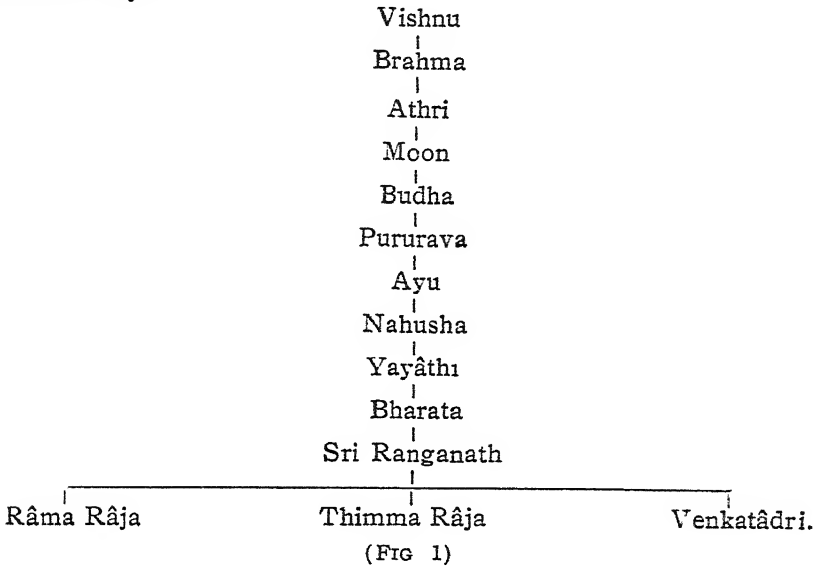 Vishnu
Brahma
Athri
Moon
Budha
Pururava
Ayu
Nahusha
Yayâthi
Bharata
Sri Ranganath
Râma Râja Thimma Râja Venkatâdri.
(FIG 1)